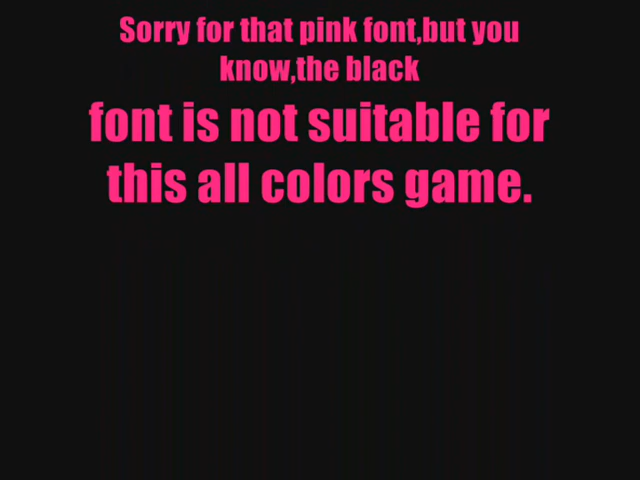 Sorry for that pink font,but you
know,the black
font is not suitable for
this all colors game.